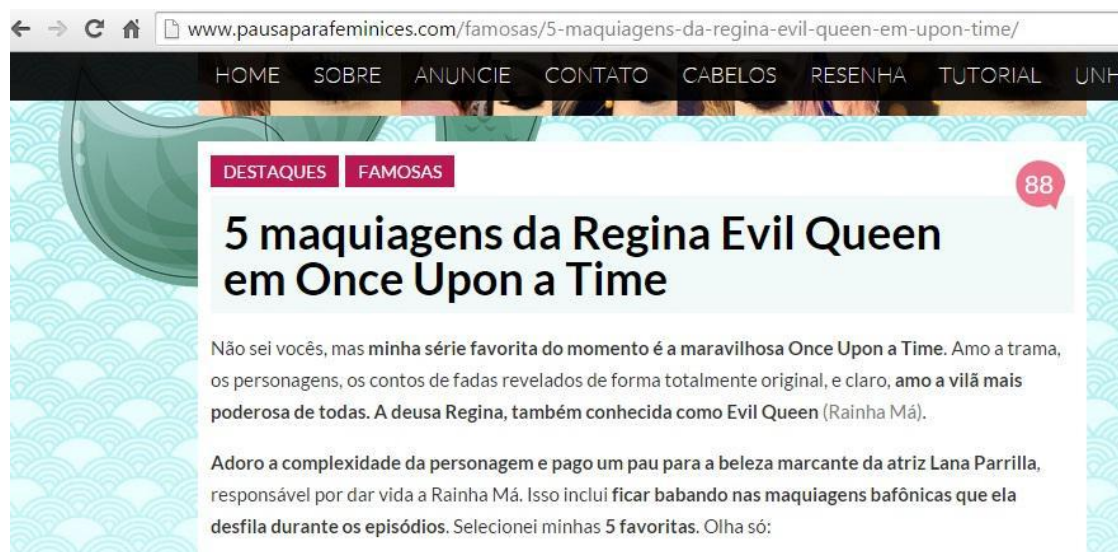 www.pausaparafeminices.com/famosas/5-maquiagens-da-regina-evil-queen-em-upon-time/
HOME SOBRE ANUNCIE CONTATO CABELOS RESENHA TUTORIAL UNH
DESTAQUES FAMOSAS
88
5 maquiagens da Regina Evil Queen
em Once Upon a Time
Não sei vocês, mas minha série favorita do momento é a maravilhosa Once Upon a Time. Amo a trama,
os personagens, os contos de fadas revelados de forma totalmente original, e claro, amo a vilã mais
poderosa de todas. A deusa Regina, também conhecida como Evil Queen (Rainha Má).
Adoro a complexidade da personagem e pago um pau para a beleza marcante da atriz Lana Parrilla,
responsável por dar vida a Rainha Má. Isso inclui ficar babando nas maquiagens bafônicas que ela
desfila durante os episódios. Selecionei minhas 5 favoritas. Olha só: